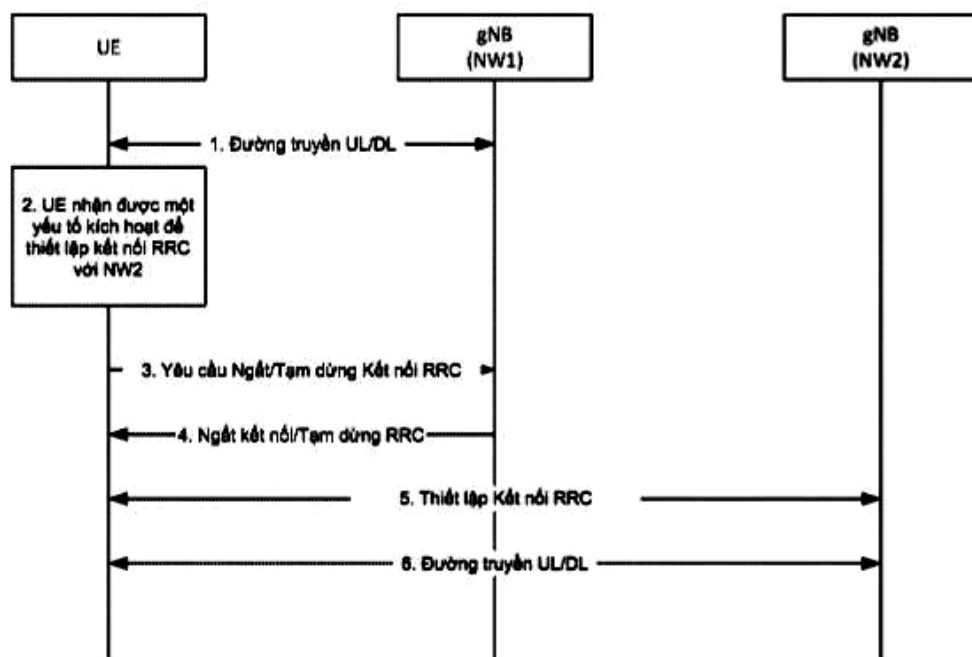 UE
gNB
(NW1)
gNB
(NW2)
1. Đường truyền UL/DL
2. UE nhận được một
yếu tố kích hoạt để
thiết lập kết nối RRC
với NW2
3. Yêu cầu Ngắt/Tạm dừng Kết nối RRC
4. Ngắt kết nối/Tạm dừng RRC
5. Thiết lập Kết nối RRC
6. Đường truyền UL/DL